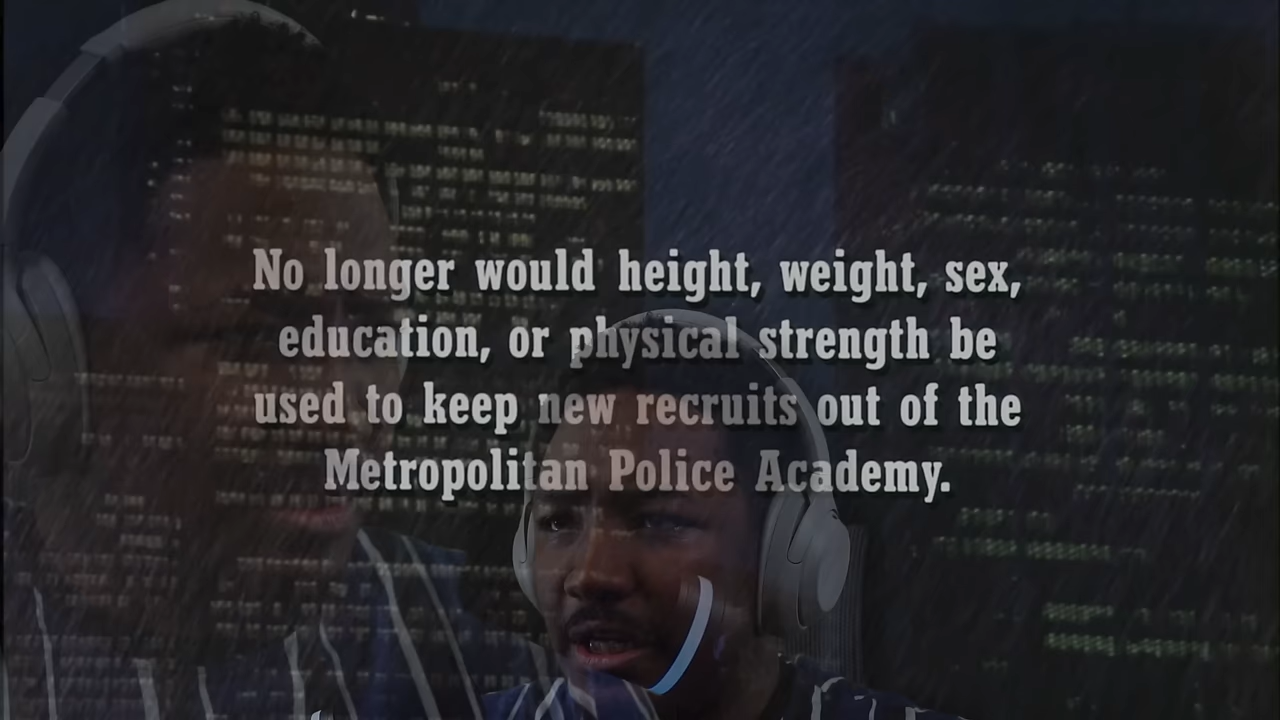 No longer would height, weight, sex,
education, or physical strength be
used to keep new recruits out of the
Metropolitan Police Academy.